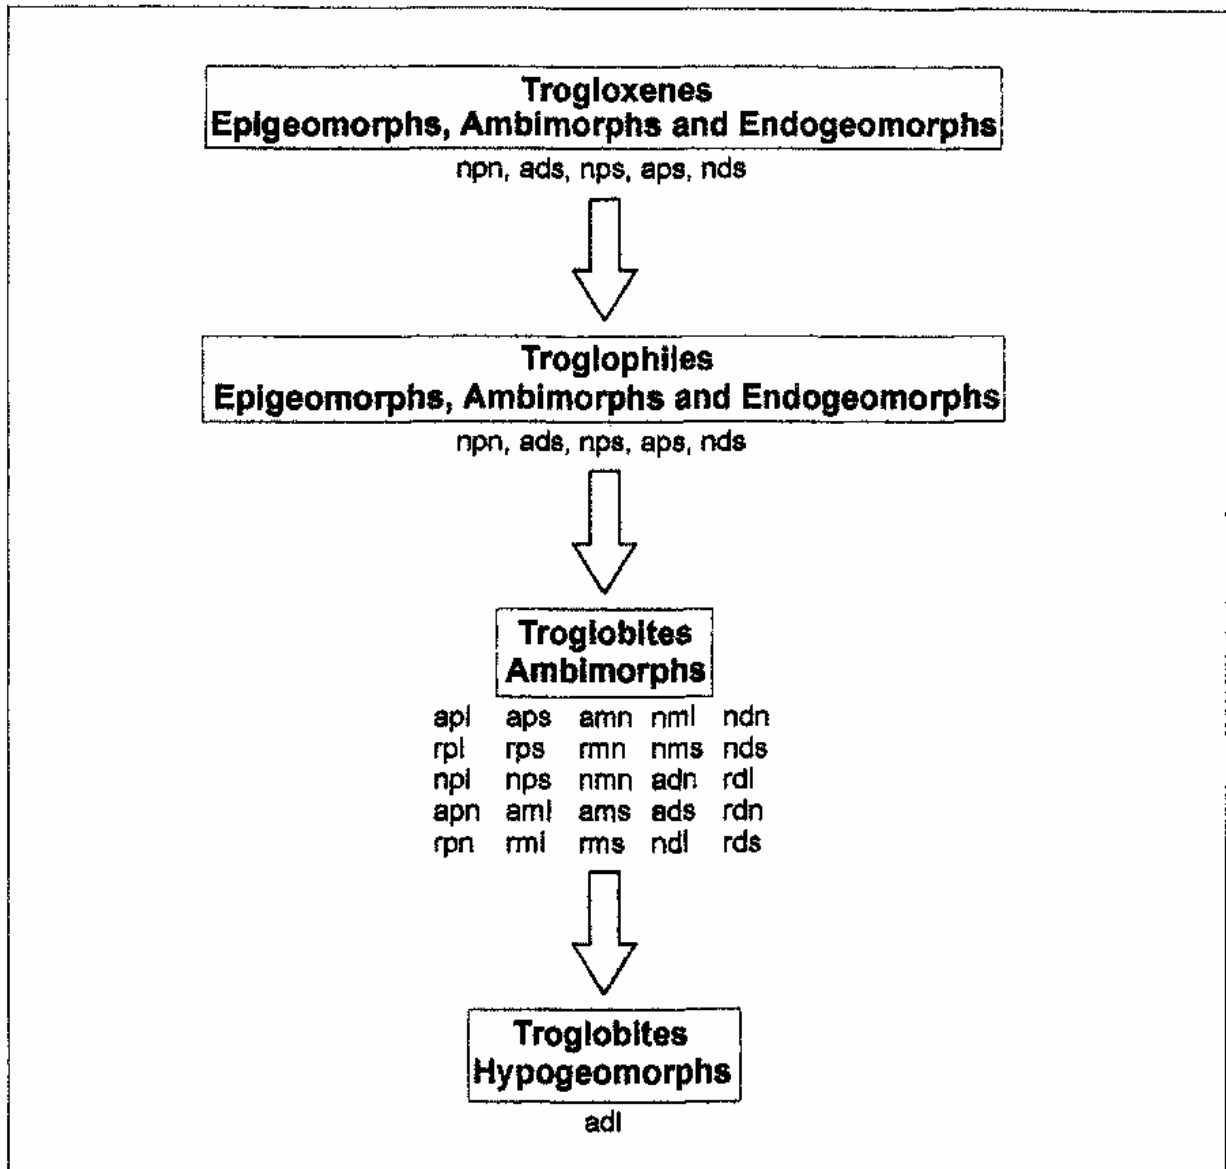 Trogloxenes
Epigeomorphs, Ambimorphs and Endogeomorphs
npn, ads, nps, aps, nds
Troglophiles
Epigeomorphs, Ambimorphs and Endogeomorphs
npn, ads, nps, aps, nds
Troglobites
Ambimorphs
apl aps amn nml ndn
rpl rps rmn nms nds
npl nps nmn adn rdl
apn aml ams ads rdn
rpn rml rms ndl rds
Troglobites
Hypogeomorphs
adl